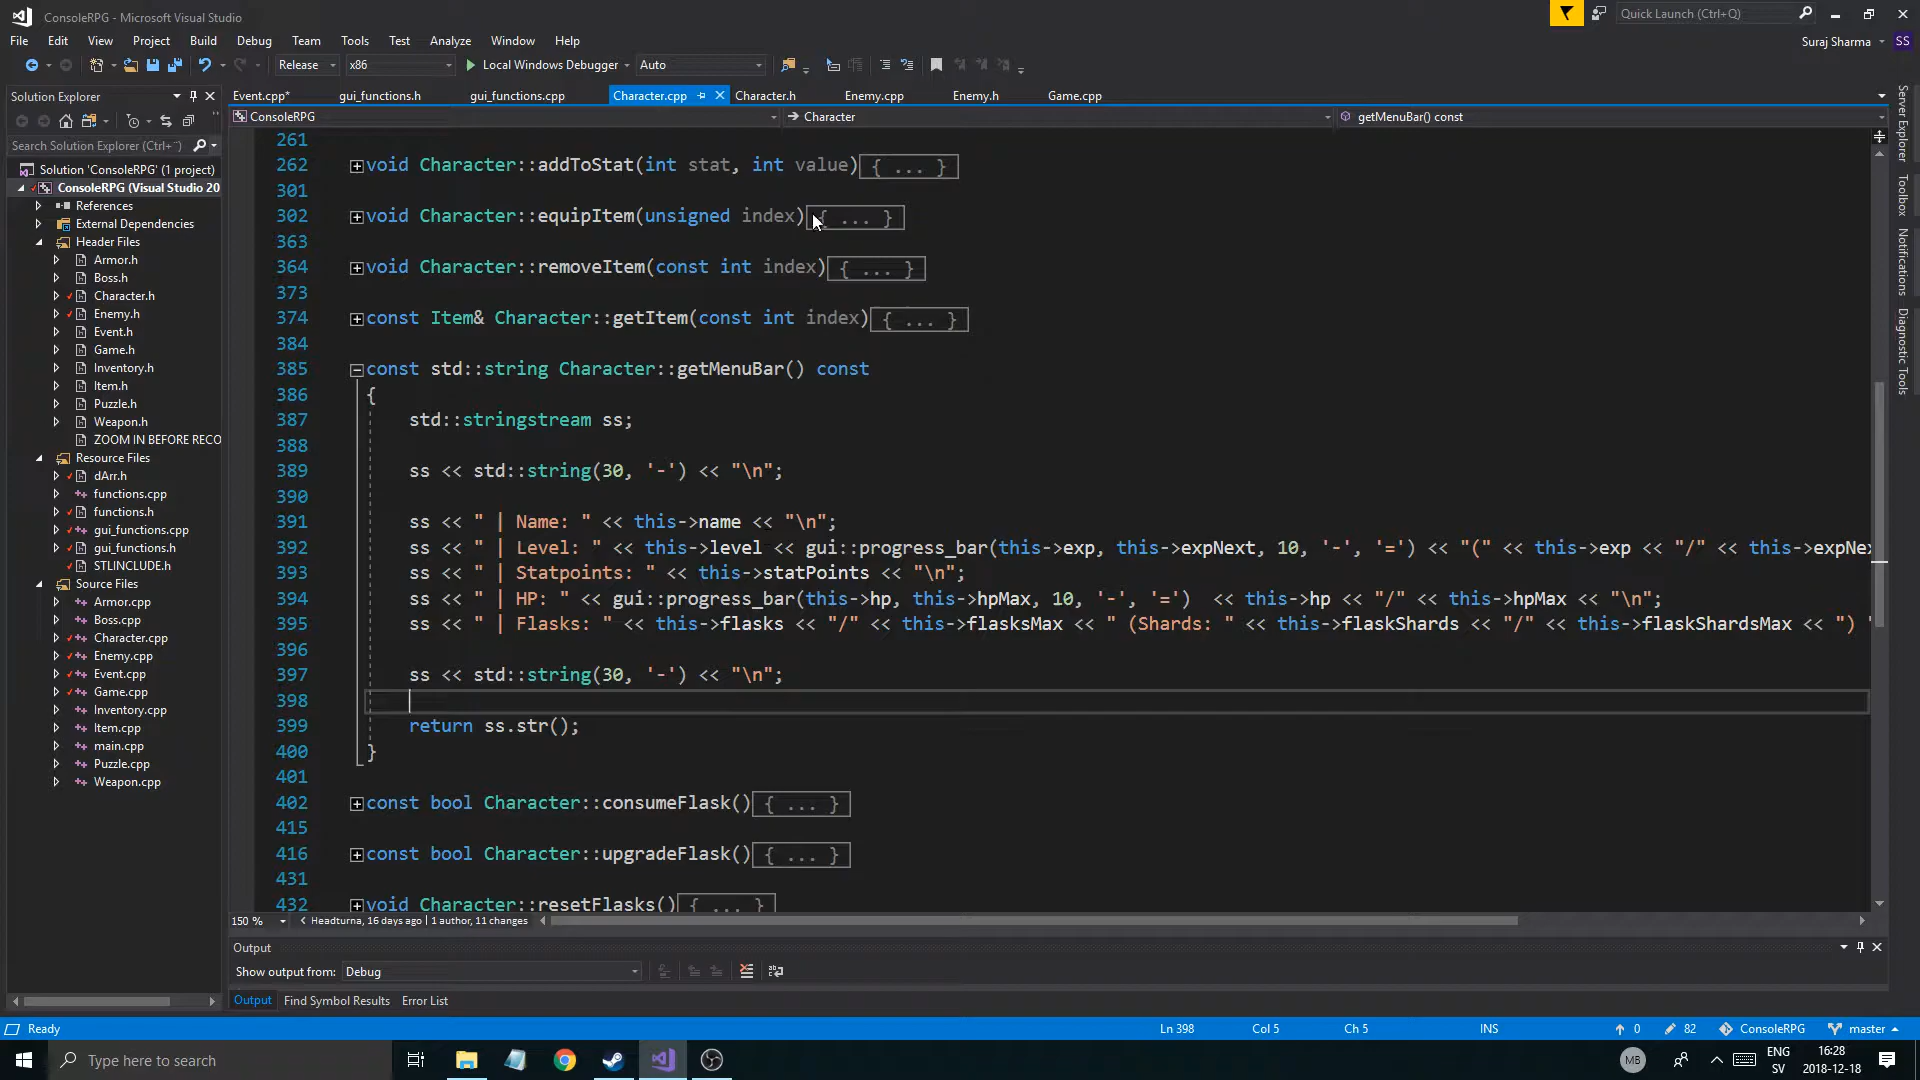 ConsoleRPG - Microsoft Visual Studio
Quick Launch (Ctrl+Q)
File Edit View Project Build Debug Team Tools Test Analyze Window Help
Suraj Sharma SS
Release x86 Local Windows Debugger Auto
Solution Explorer
Search Solution Explorer (Ctrl+
Solution 'ConsoleRPG' (1 project)
ConsoleRPG (Visual Studio 20
References
External Dependencies
Header Files
Armor.h
Boss.h
Character.h
Enemy.h
Event.h
Game.h
Inventory.h
Item.h
Puzzle.h
Weapon.h
ZOOM IN BEFORE RECO
Resource Files
dArr.h
functions.cpp
functions.h
gui_functions.cpp
gui_functions.h
STLINCLUDE.h
Source Files
Armor.cpp
Boss.cpp
Character.cpp
Enemy.cpp
Event.cpp
Game.cpp
Inventory.cpp
Item.cpp
main.cpp
Puzzle.cpp
Weapon.cpp
Event.cpp* gui_functions.h gui_functions.cpp Character.cpp Character.h Enemy.cpp Enemy.h Game.cpp
ConsoleRPG Character getMenuBar() const
261
262 void Character::addToStat(int stat, int value){ ... }
301
302 void Character::equipItem(unsigned index){ ... }
363
364 void Character::removeItem(const int index){ ... }
373
374 const Item& Character::getItem(const int index){ ... }
384
385 const std::string Character::getMenuBar() const
386 {
387 std::stringstream ss;
388
389 ss << std::string(30, '-') << "\n";
390
391 ss << " | Name: " << this->name << "\n";
392 ss << " | Level: " << this->level << gui::progress_bar(this->exp, this->expNext, 10, '-', '=') << "(" << this->exp << "/" << this->expNex
393 ss << " | Statpoints: " << this->statPoints << "\n";
394 ss << " | HP: " << gui::progress_bar(this->hp, this->hpMax, 10, '-', '=')  << this->hp << "/" << this->hpMax << "\n";
395 ss << " | Flasks: " << this->flasks << "/" << this->flasksMax << " (Shards: " << this->flaskShards << "/" << this->flaskShardsMax << ") "
396
397 ss << std::string(30, '-') << "\n";
398
399 return ss.str();
400 }
401
402 const bool Character::consumeFlask(){ ... }
415
416 const bool Character::upgradeFlask(){ ... }
431
432 void Character::resetFlasks(){ ... }
150 % Headturna, 16 days ago | 1 author, 11 changes
Server Explorer
Toolbox
Notifications
Diagnostic Tools
Output
Show output from: Debug
Output Find Symbol Results Error List
Ready Ln 398 Col 5 Ch 5 INS 0 82 ConsoleRPG master
Type here to search
MB
ENG
SV
16:28
2018-12-18